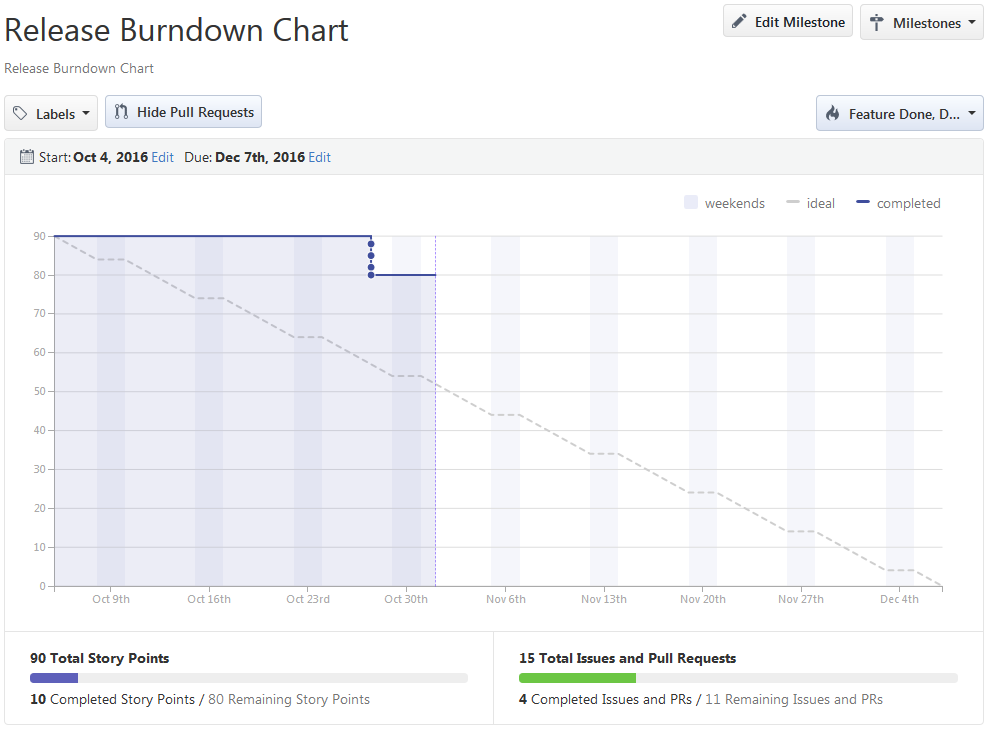 Release Burndown Chart
Edit Milestone
Milestones
Release Burndown Chart
Labels
Hide Pull Requests
Feature Done, D...
Start: Oct 4, 2016 Edit Due: Dec 7th, 2016 Edit
weekends ideal completed
90
80
70
60
50
40
30
20
10
0
Oct 9th Oct 16th Oct 23rd Oct 30th Nov 6th Nov 13th Nov 20th Nov 27th Dec 4th
90 Total Story Points
10 Completed Story Points / 80 Remaining Story Points
15 Total Issues and Pull Requests
4 Completed Issues and PRs / 11 Remaining Issues and PRs